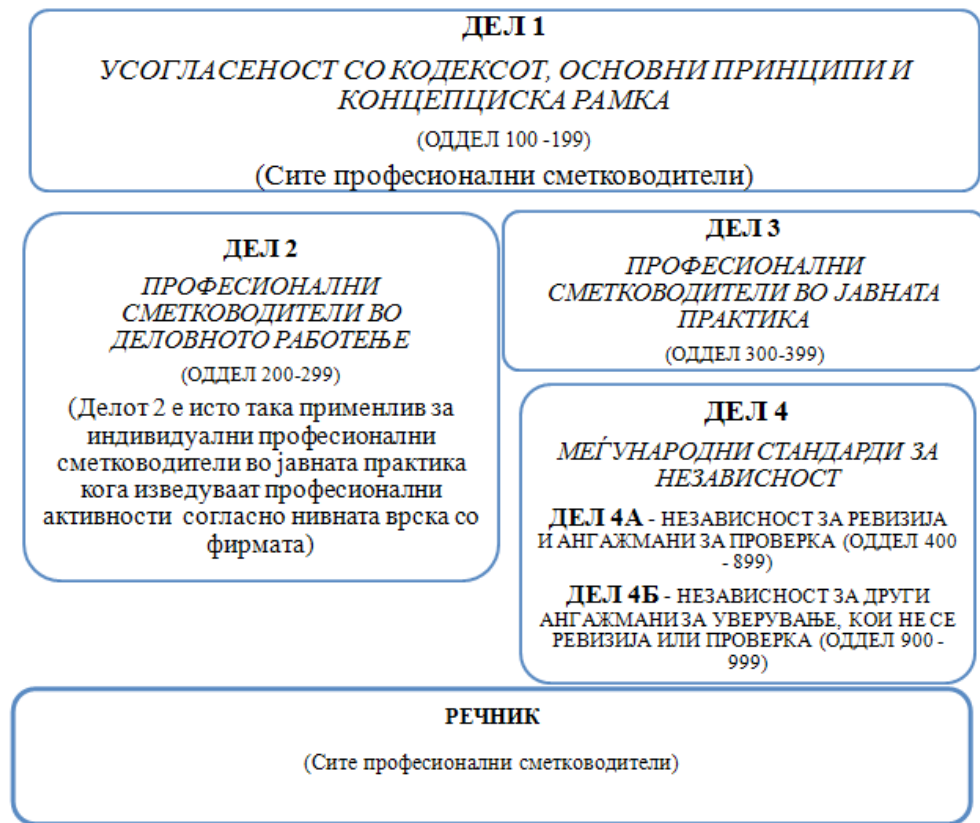 ДЕЛ 1
УСОГЛАСЕНОСТ СО КОДЕКСОТ, ОСНОВНИ ПРИНЦИПИ И
КОНЦЕПЦИСКА РАМКА
(ОДДЕЛ 100 -199)
(Сите професионални сметководители)
ДЕЛ 2
ПРОФЕСИОНАЛНИ
СМЕТКОВОДИТЕЛИ ВО
ДЕЛОВНОТО РАБОТЕЊЕ
(ОДДЕЛ 200-299)
(Делот 2 е исто така применлив за
индивидуални професионални
сметководители во јавната практика
кога изведуваат професионални
активности согласно нивната врска со
фирмата)
ДЕЛ 3
ПРОФЕСИОНАЛНИ
СМЕТКОВОДИТЕЛИ ВО ЈАВНАТА
ПРАКТИКА
(ОДДЕЛ 300-399)
ДЕЛ 4
МЕЃУНАРОДНИ СТАНДАРДИ ЗА
НЕЗАВИСНОСТ
ДЕЛ 4А - НЕЗАВИСНОСТ ЗА РЕВИЗИЈА
И АНГАЖМАНИ ЗА ПРОВЕРКА (ОДДЕЛ 400
- 899)
ДЕЛ 4Б - НЕЗАВИСНОСТ ЗА ДРУГИ
АНГАЖМАНИ ЗА УВЕРУВАЊЕ, КОИ НЕ СЕ
РЕВИЗИЈА ИЛИ ПРОВЕРКА (ОДДЕЛ 900 -
999)
РЕЧНИК
(Сите професионални сметководители)